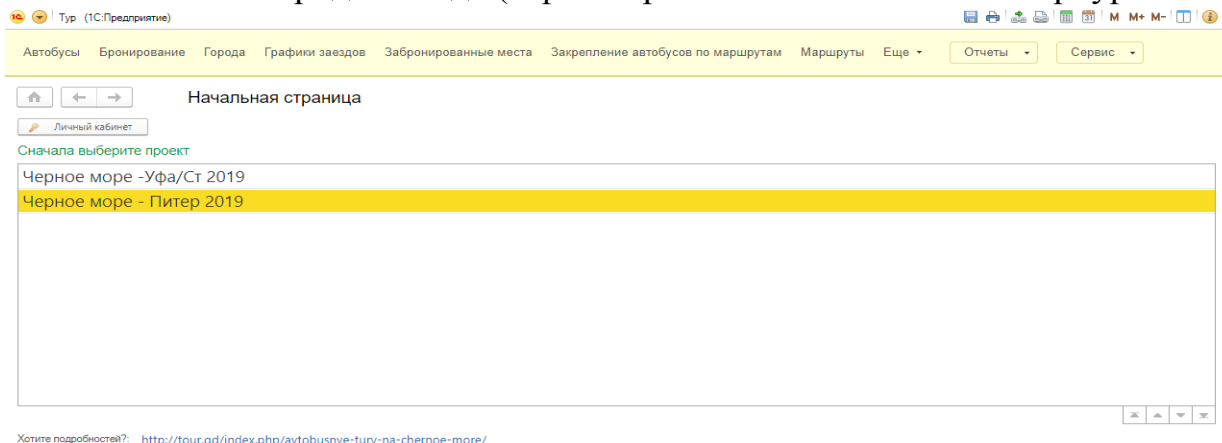 Тур (1С:Предприятие) M M+ M-
Автобусы Бронирование Города Графики заездов Забронированные места Закрепление автобусов по маршрутам Маршруты Еще Отчеты Сервис
Начальная страница
Личный кабинет
Сначала выберите проект
Черное море -Уфа/Ст 2019
Черное море - Питер 2019
Хотите подробностей?: http://tour.gd/index.php/avtobusnye-tury-na-chernoe-more/